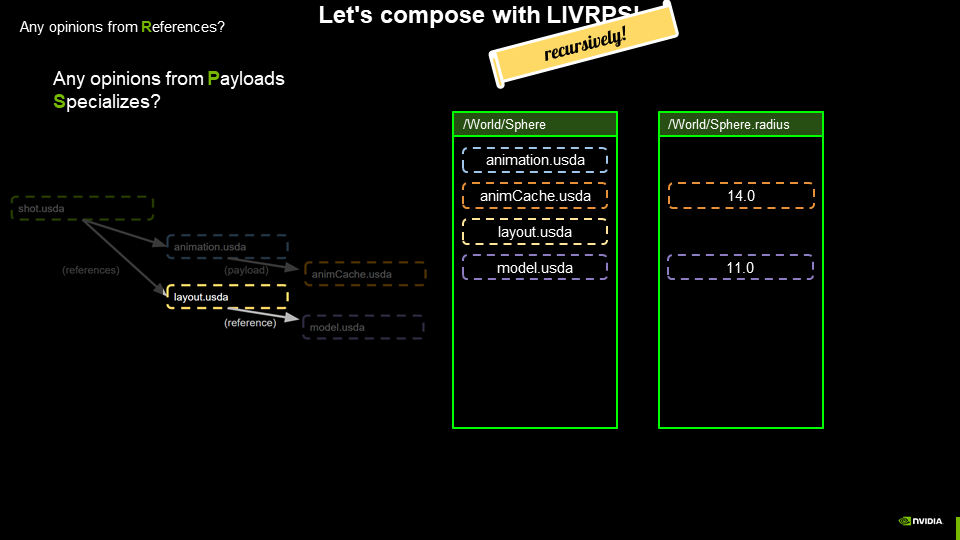 Let's compose with LIVRPS!
recursively!
Any opinions from References?
Any opinions from Payloads
Specializes?
shot.usda
(references)
animation.usda
(payload)
animCache.usda
layout.usda
(reference)
model.usda
/World/Sphere
animation.usda
animCache.usda
layout.usda
model.usda
/World/Sphere.radius
14.0
11.0
NVIDIA